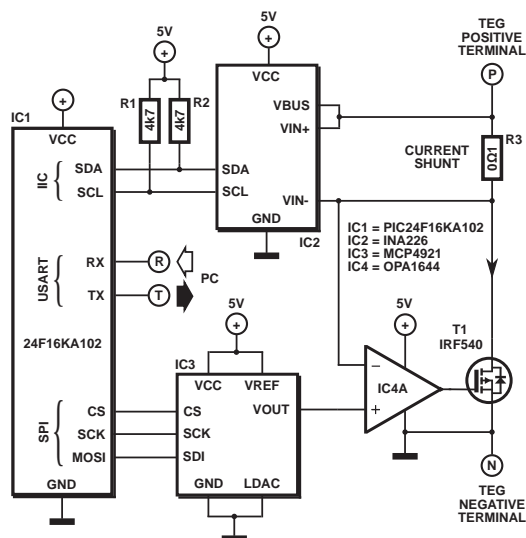 TEG
POSITIVE
TERMINAL
P
5V
5V
5V
IC1
R1
R2
4k7
4k7
VCC
VCC
VBUS
VIN+
R3
0Ω1
CURRENT
SHUNT
IIC
SDA
SCL
SDA
SCL
VIN-
GND
IC2
IC1 = PIC24F16KA102
IC2 = INA226
IC3 = MCP4921
IC4 = OPA1644
USART
RX
TX
R
T
PC
24F16KA102
5V
5V
T1
IRF540
IC3
VCC
VREF
VOUT
IC4A
SPI
CS
SCK
MOSI
CS
SCK
SDI
GND
GND
LDAC
N
TEG
NEGATIVE
TERMINAL